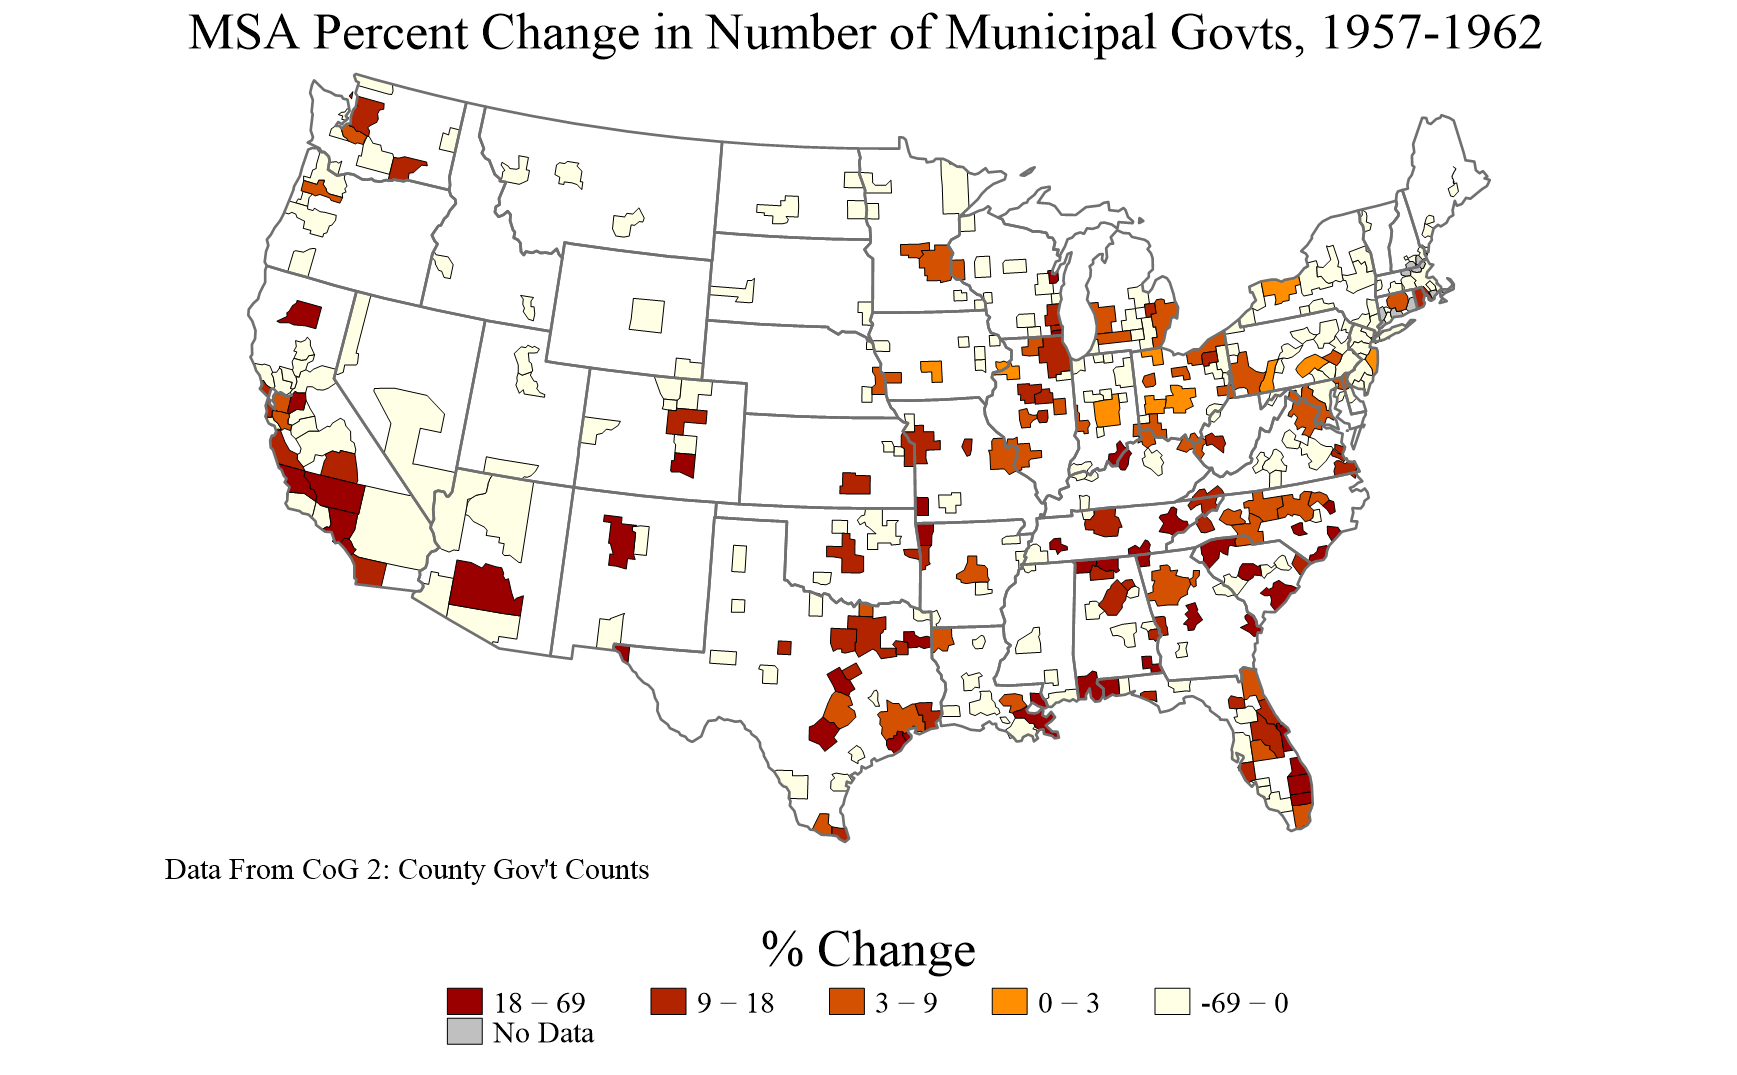 MSA Percent Change in Number of Municipal Govts, 1957-1962
Data From CoG 2: County Gov't Counts
% Change
18 – 69 9 – 18 3 – 9 0 – 3 -69 – 0
No Data